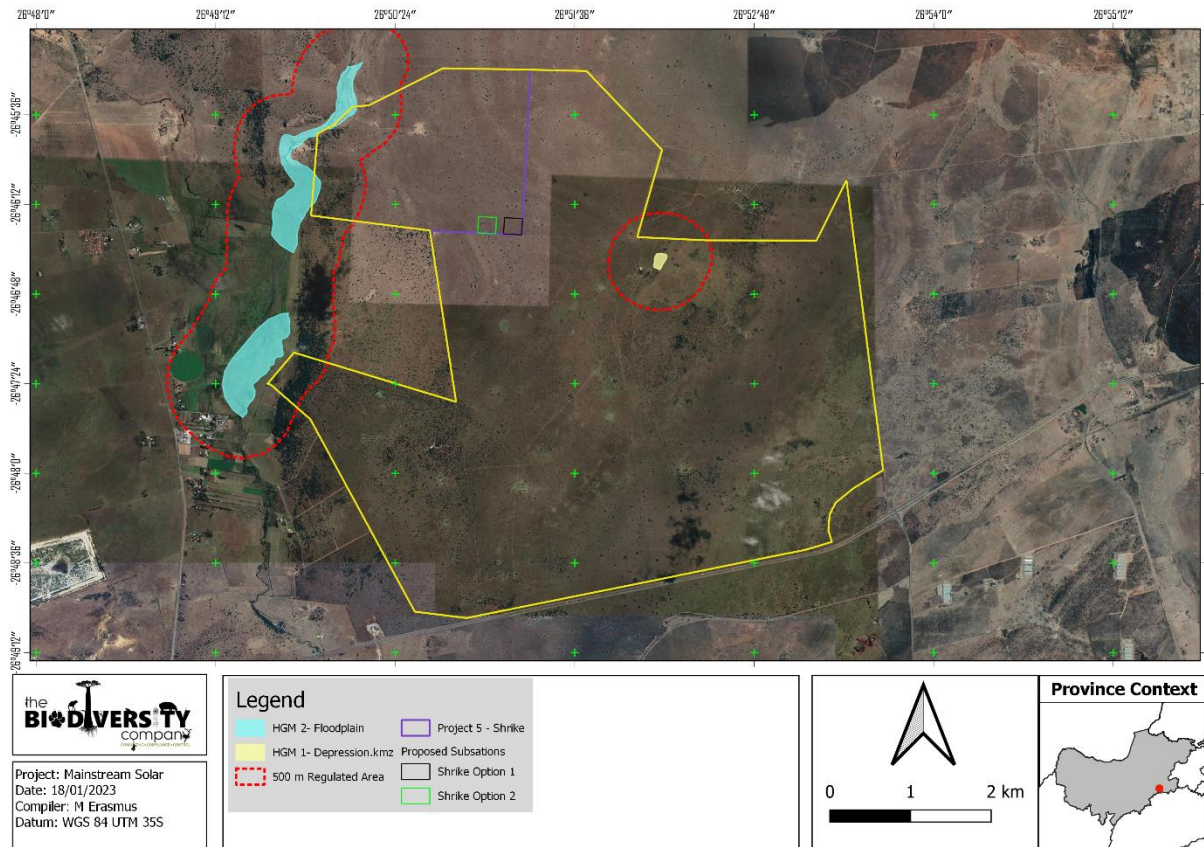 26°48'0" 26°49'12" 26°50'24" 26°51'36" 26°52'48" 26°54'0" 26°55'12"
-26°45'36"
-26°46'12"
-26°46'48"
-26°47'24"
-26°48'0"
-26°48'36"
-26°49'12"
the
BIODIVERSITY
company
Project: Mainstream Solar
Date: 18/01/2023
Compiler: M Erasmus
Datum: WGS 84 UTM 35S
Legend
HGM 2- Floodplain
HGM 1- Depression.kmz
500 m Regulated Area
Project 5 - Shrike
Proposed Subsations
Shrike Option 1
Shrike Option 2
0 1 2 km
Province Context